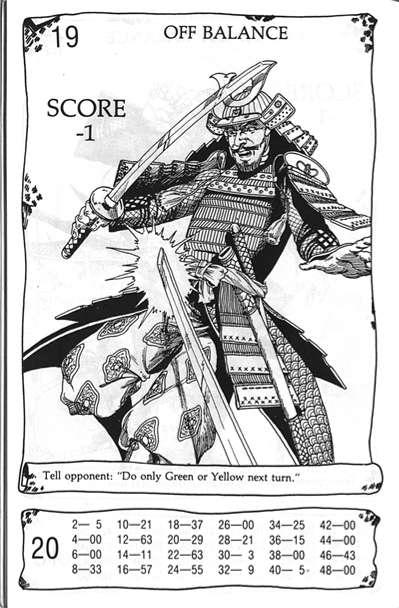 19
OFF BALANCE
SCORE
-1
Tell opponent: "Do only Green or Yellow next turn."
20
2— 5 10—21 18—37 26—00 34—25 42—00
4—00 12—63 20—29 28—21 36—15 44—00
6—00 14—11 22—63 30— 3 38—00 46—43
8—33 16—57 24—55 32— 9 40— 5 48—00